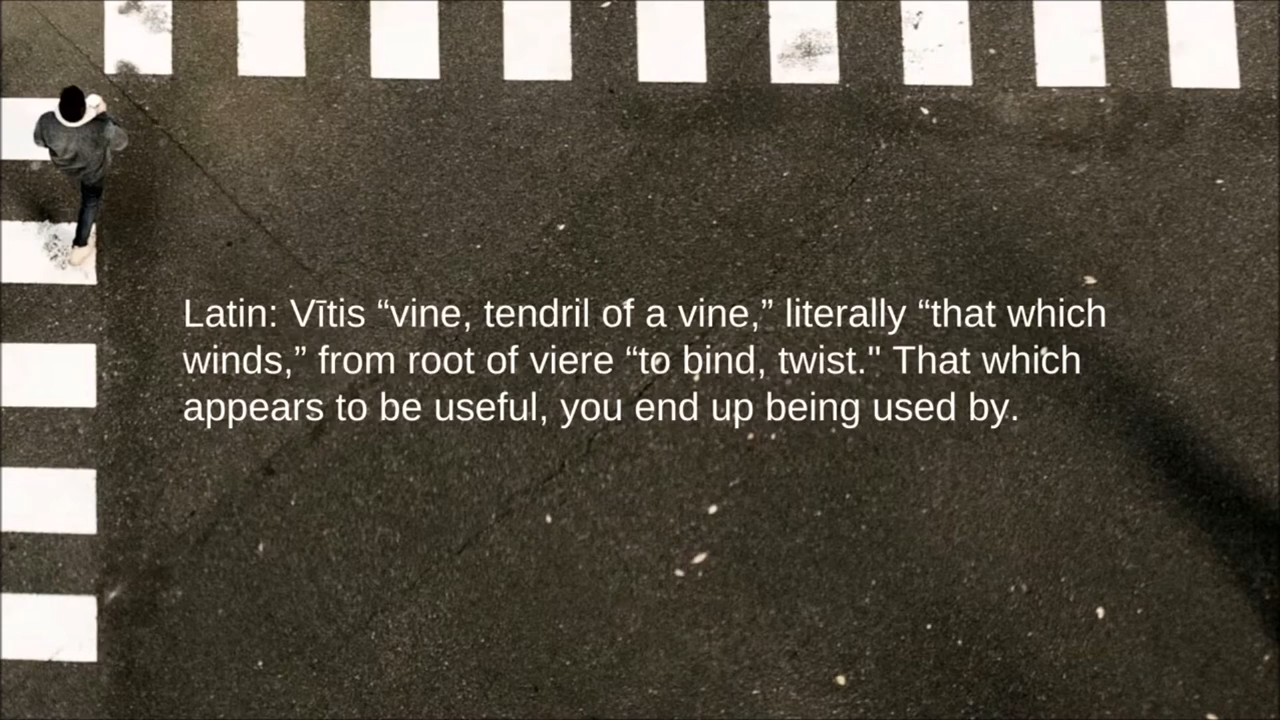 Latin: Vītis “vine, tendril of a vine,” literally “that which
winds,” from root of viere “to bind, twist." That which
appears to be useful, you end up being used by.